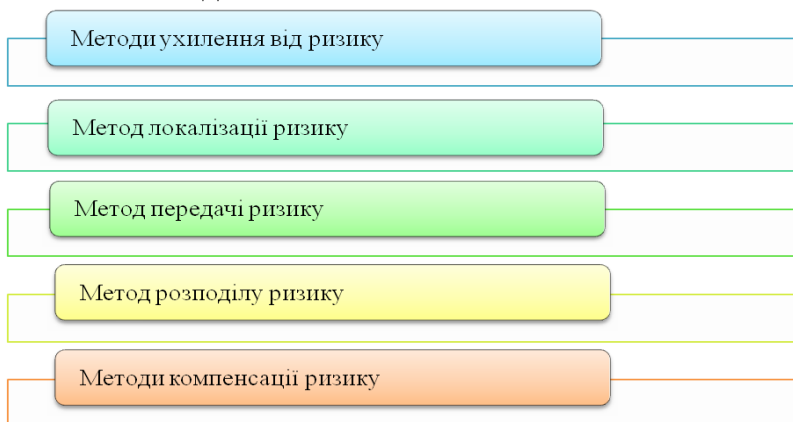 Методи ухилення від ризику
Метод локалізації ризику
Метод передачі ризику
Метод розподілу ризику
Методи компенсації ризику